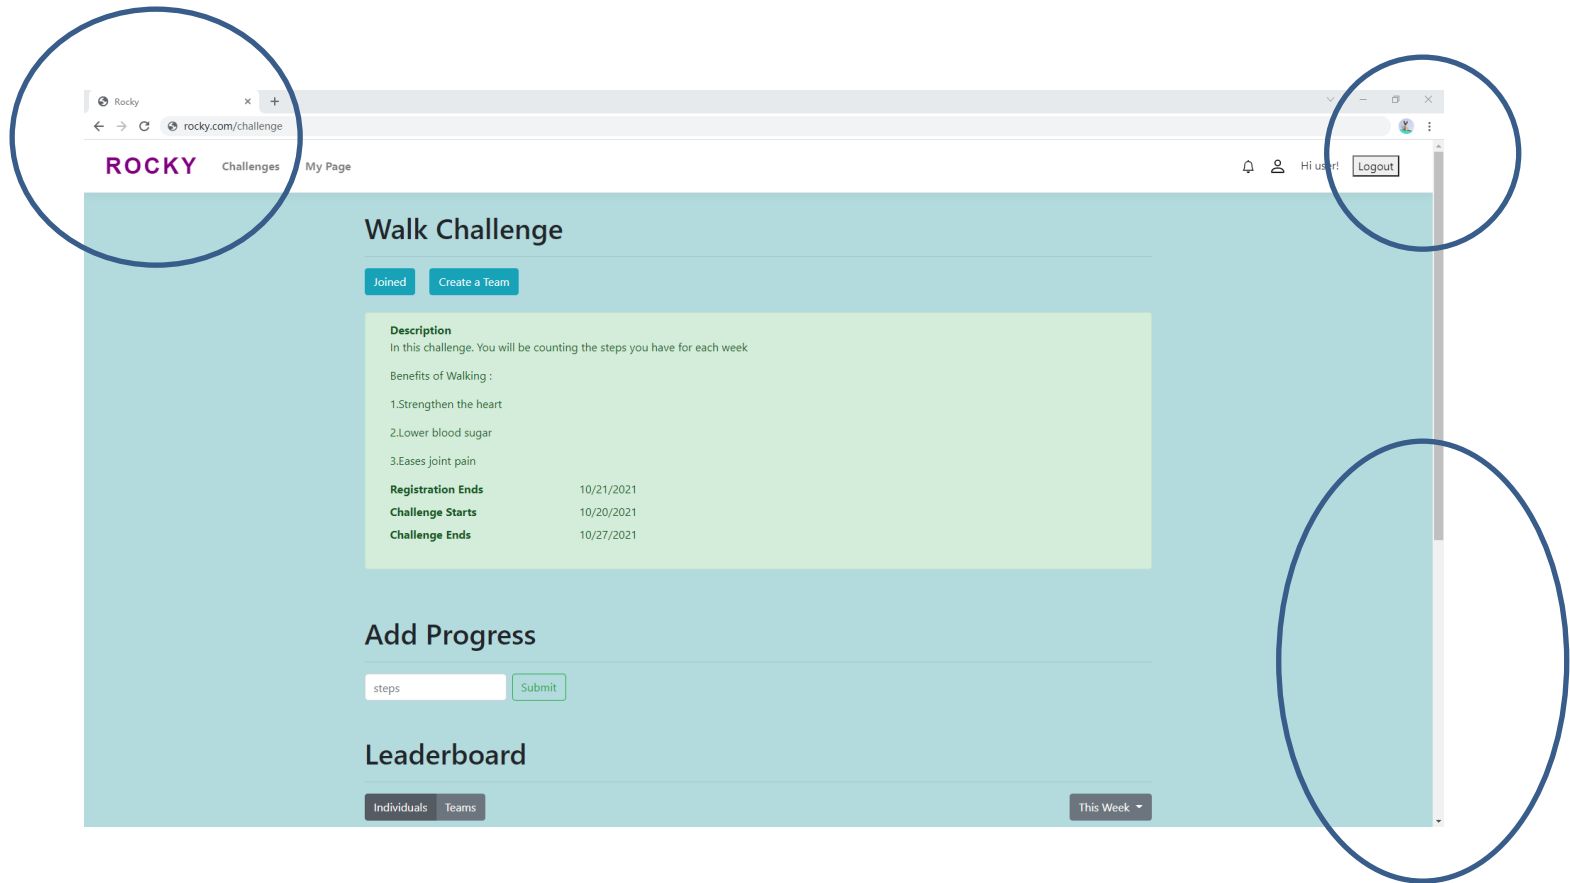 Rocky
rocky.com/challenge
ROCKY Challenges My Page Hi user! Logout
Walk Challenge
Joined Create a Team
Description
In this challenge. You will be counting the steps you have for each week
Benefits of Walking :
1.Strengthen the heart
2.Lower blood sugar
3.Eases joint pain
Registration Ends 10/21/2021
Challenge Starts 10/20/2021
Challenge Ends 10/27/2021
Add Progress
steps Submit
Leaderboard
Individuals Teams This Week